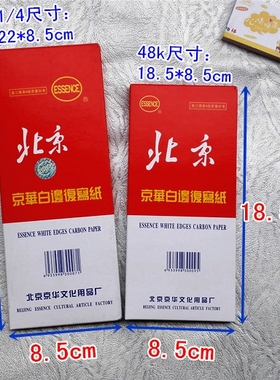 1/4尺寸:
22*8.5cm
48k尺寸:
18.5*8.5cm
ESSENCE
北京
京華白邊復寫紙
ESSENCE WHITE EDGES CARBON PAPER
北京京华文化用品厂
BEIJING ESSENCE CULTURAL ARTICLE FACTORY
8.5cm
ESSENCE
北京
京華白邊復寫紙
ESSENCE WHITE EDGES CARBON PAPER
北京京华文化用品厂
BEIJING ESSENCE CULTURAL ARTICLE FACTORY
8.5cm
18.